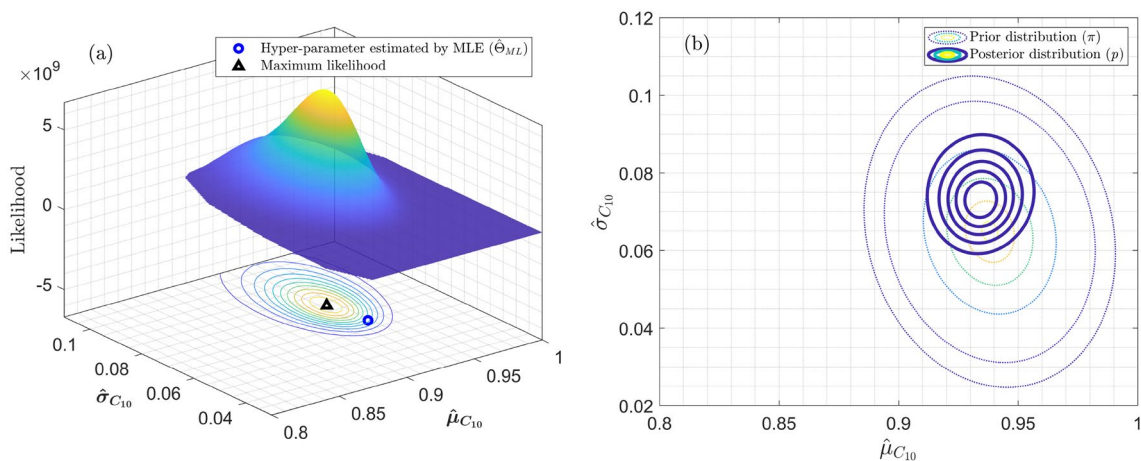 (a)
Hyper-parameter estimated by MLE (Θ̂_ML)
Maximum likelihood
×10⁹
5
0
-5
Likelihood
0.1
0.08
0.06
0.04
σ̂_C₁₀
0.8
0.85
0.9
0.95
1
μ̂_C₁₀
(b)
Prior distribution (π)
Posterior distribution (p)
0.12
0.1
0.08
0.06
0.04
0.02
σ̂_C₁₀
0.8
0.85
0.9
0.95
1
μ̂_C₁₀